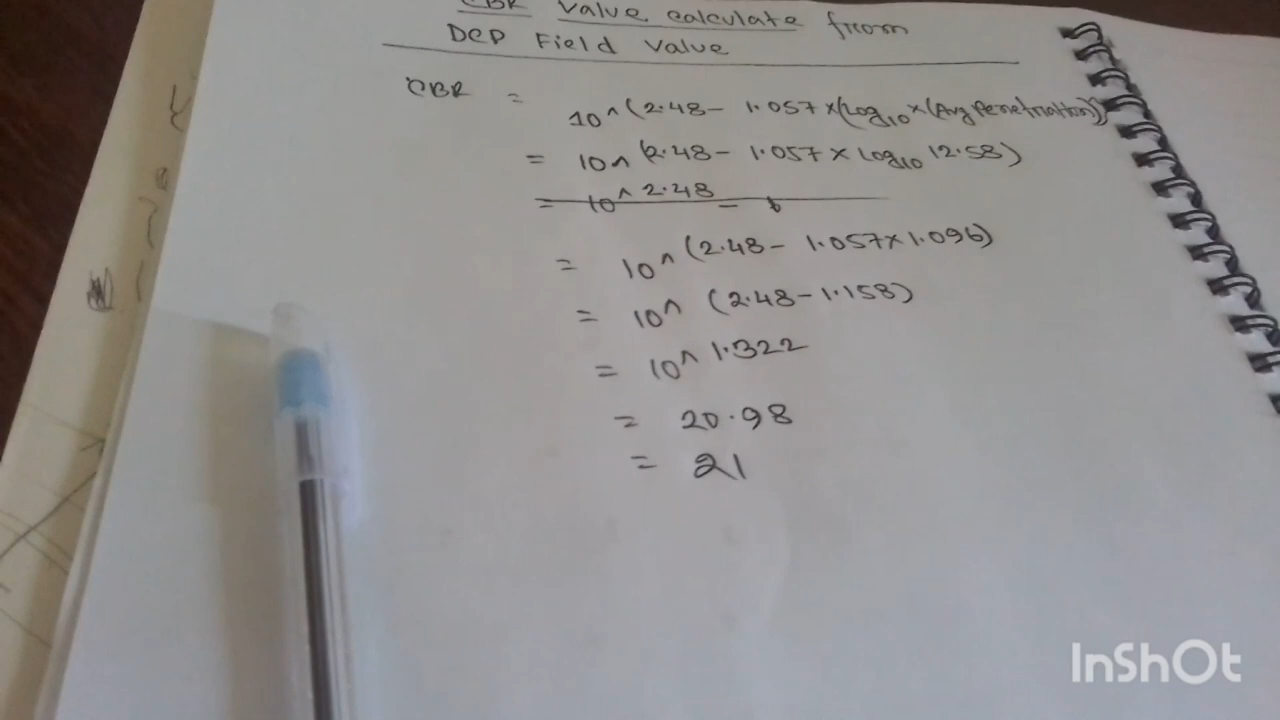 CBR Value calculate from
DCP Field Value
CBR = 10^(2.48- 1.057×(Log10×(Avg Penetration))
= 10^(2.48- 1.057×Log10 12.58)
= 10^2.48 -
= 10^(2.48- 1.057×1.096)
= 10^ (2.48-1.158)
= 10^1.322
= 20.98
= 21
InShOt